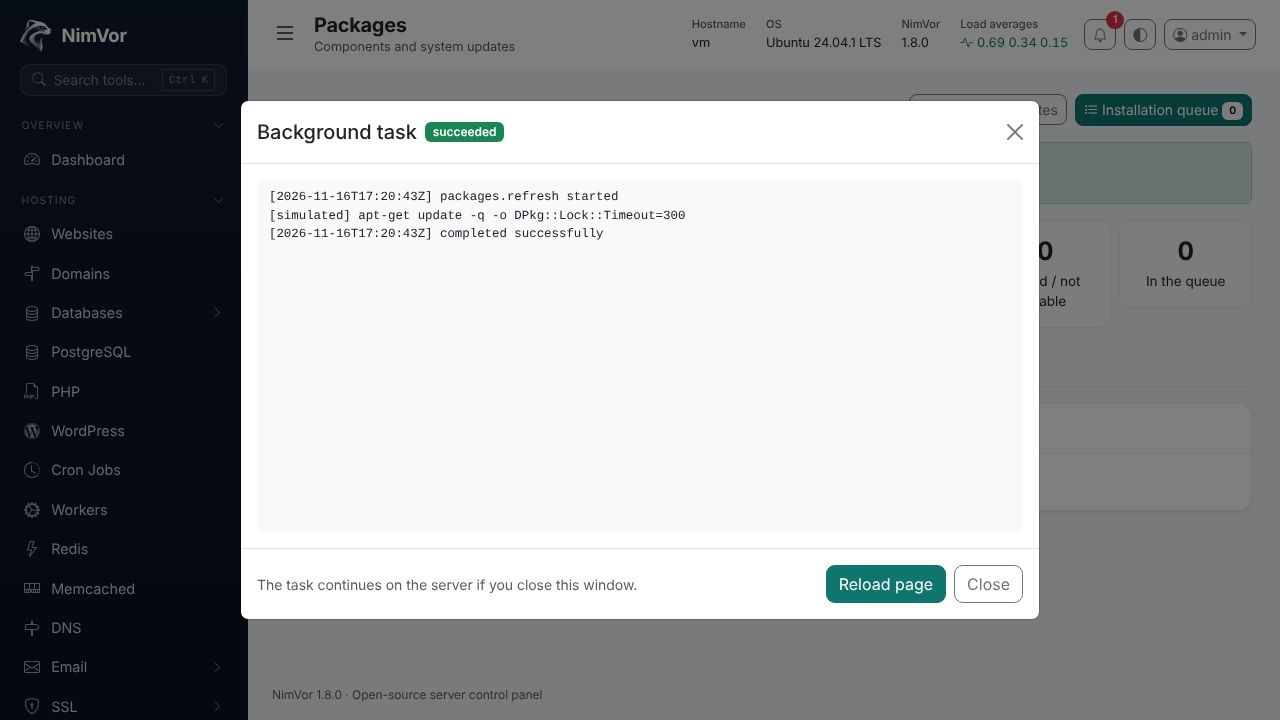 NimVor
Search tools... Ctrl K
OVERVIEW
Dashboard
HOSTING
Websites
Domains
Databases
PostgreSQL
PHP
WordPress
Cron Jobs
Workers
Redis
Memcached
DNS
Email
SSL
Packages
Components and system updates
Hostname
vm
OS
Ubuntu 24.04.1 LTS
NimVor
1.8.0
Load averages
0.69 0.34 0.15
1
admin
Installation queue 0
0
0
In the queue
Background task succeeded
[2026-11-16T17:20:43Z] packages.refresh started
[simulated] apt-get update -q -o DPkg::Lock::Timeout=300
[2026-11-16T17:20:43Z] completed successfully
The task continues on the server if you close this window.
Reload page
Close
NimVor 1.8.0 · Open-source server control panel